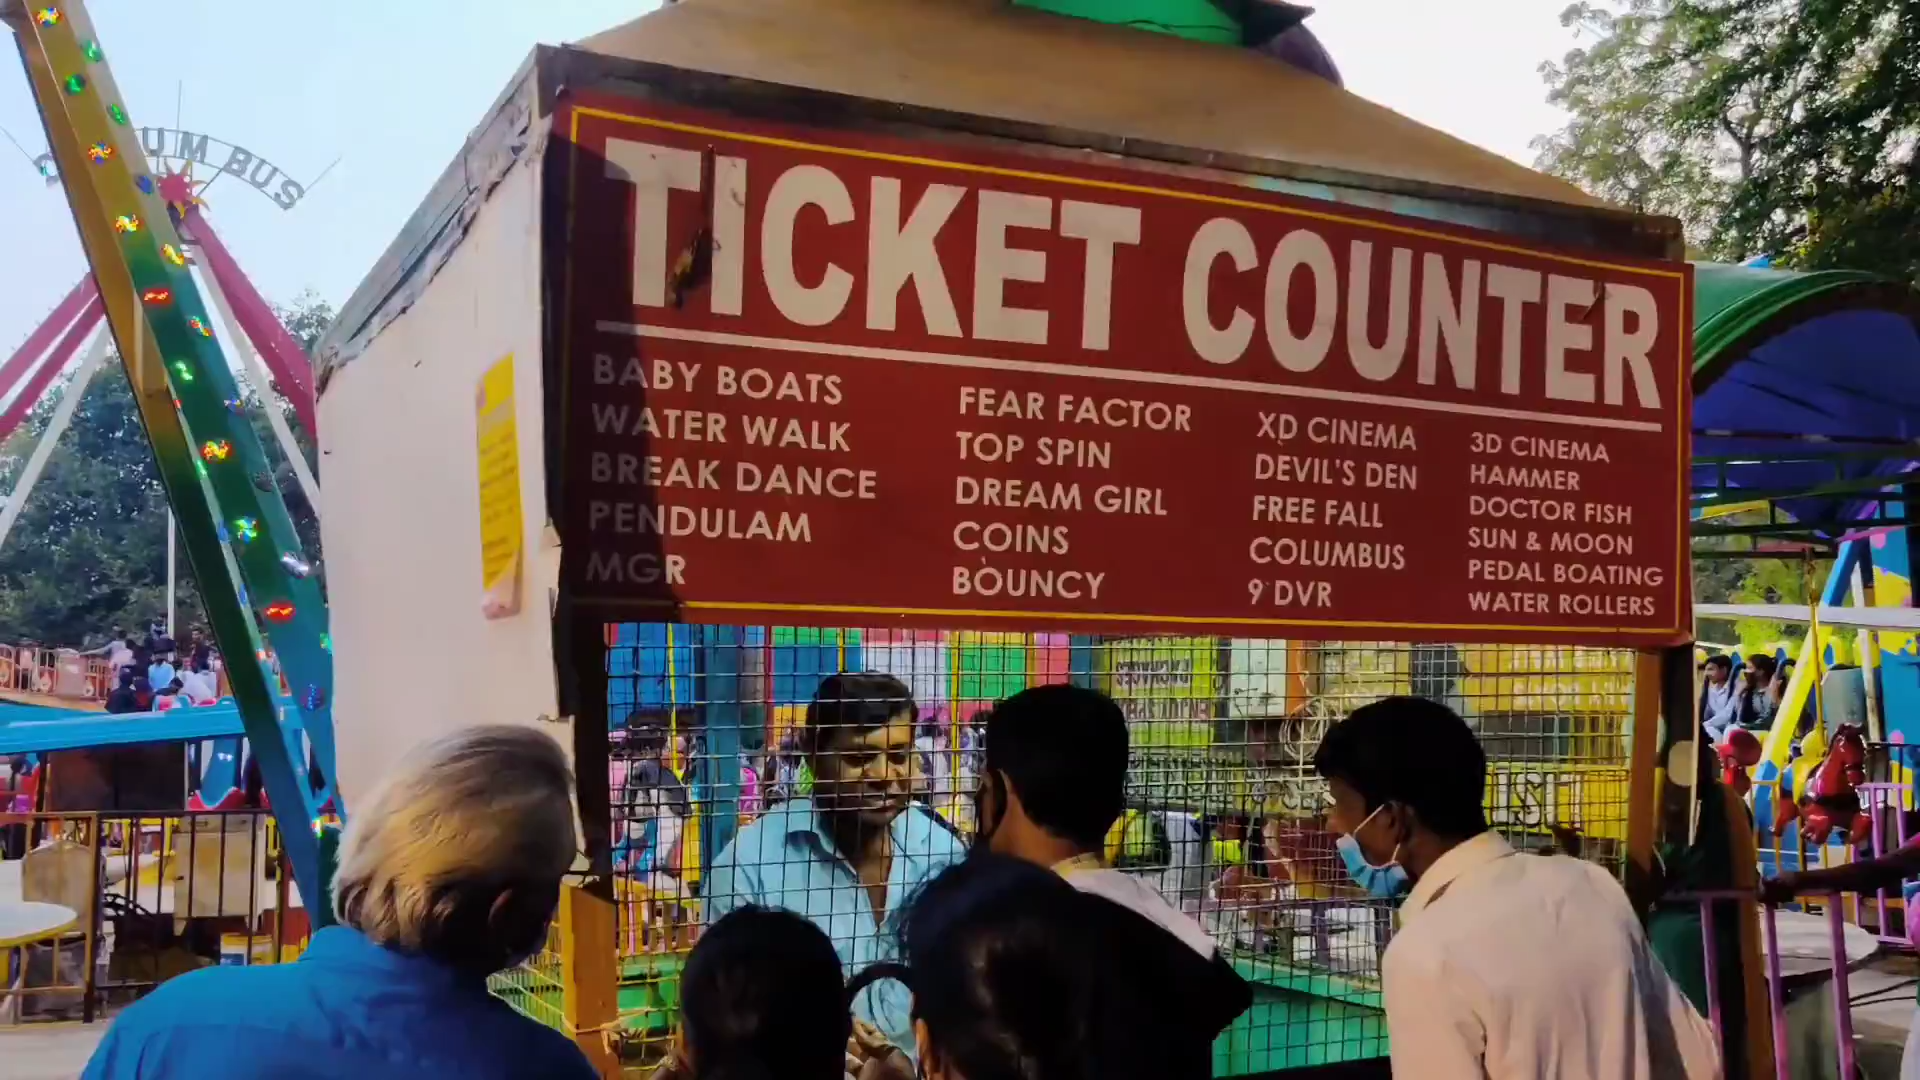 UM BUS
TICKET COUNTER
BABY BOATS
WATER WALK
BREAK DANCE
PENDULAM
MGR
FEAR FACTOR
TOP SPIN
DREAM GIRL
COINS
BOUNCY
XD CINEMA
DEVIL'S DEN
FREE FALL
COLUMBUS
9 DVR
3D CINEMA
HAMMER
DOCTOR FISH
SUN & MOON
PEDAL BOATING
WATER ROLLERS